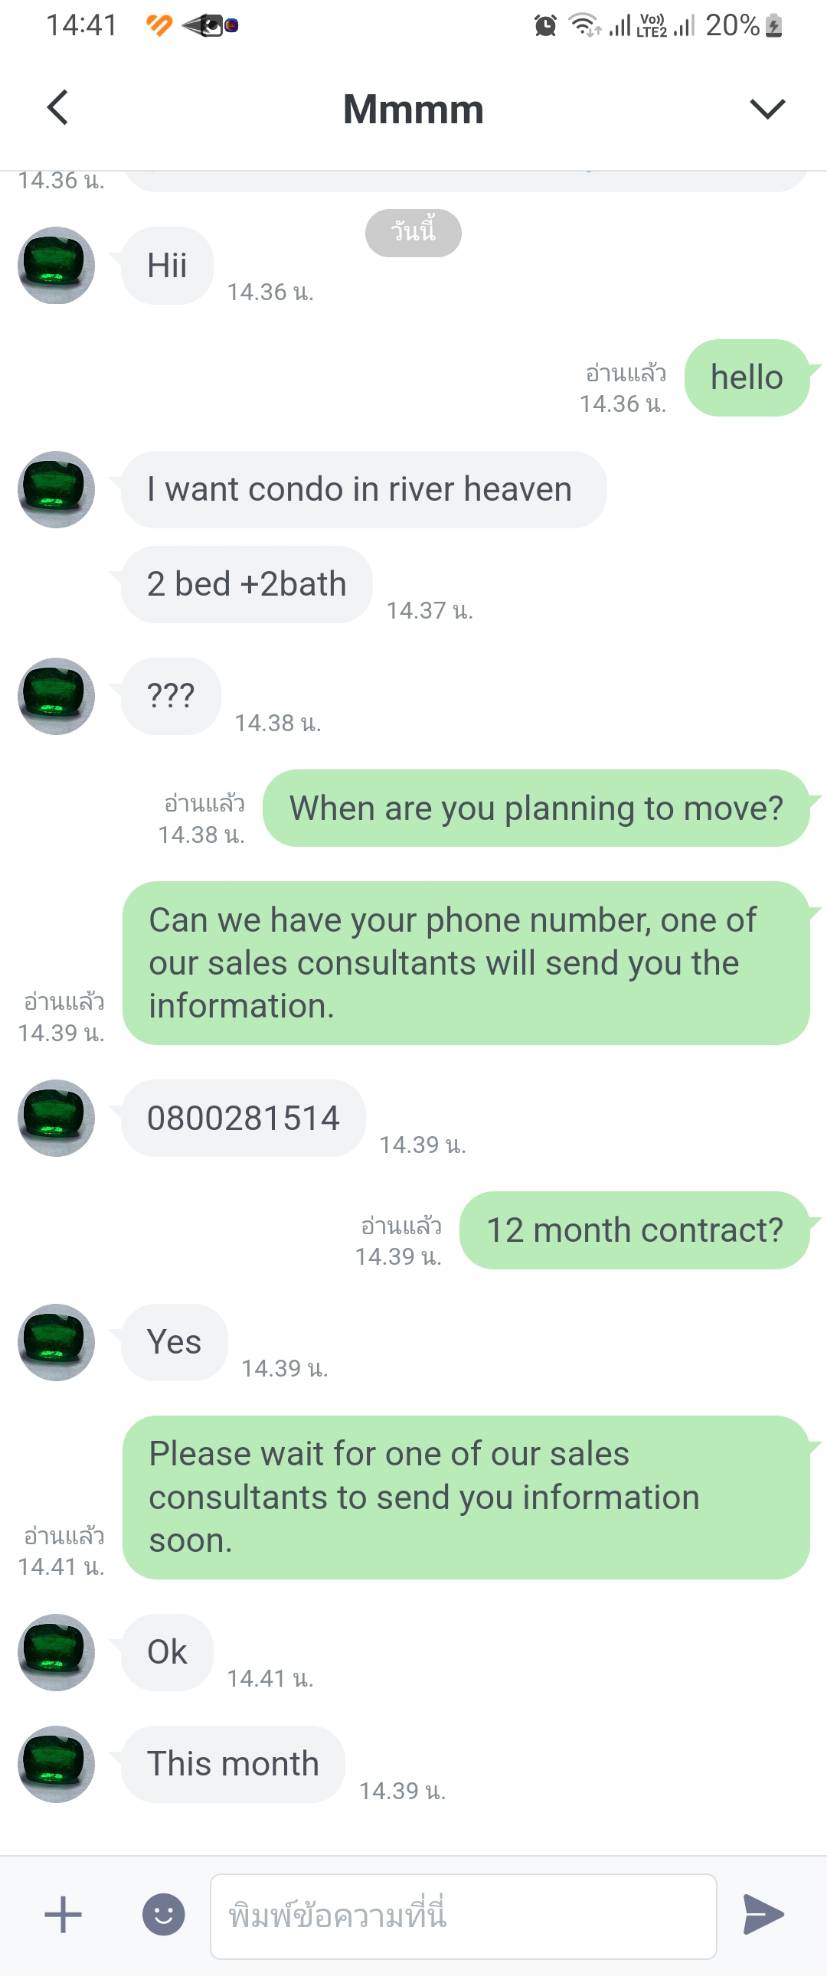 14:41
Vo))
LTE2
20%
Mmmm
14.36 น.
วันนี้
Hii
14.36 น.
อ่านแล้ว
14.36 น.
hello
I want condo in river heaven
2 bed +2bath
14.37 น.
???
14.38 น.
อ่านแล้ว
14.38 น.
When are you planning to move?
Can we have your phone number, one of
our sales consultants will send you the
information.
อ่านแล้ว
14.39 น.
0800281514
14.39 น.
อ่านแล้ว
14.39 น.
12 month contract?
Yes
14.39 น.
Please wait for one of our sales
consultants to send you information
soon.
อ่านแล้ว
14.41 น.
Ok
14.41 น.
This month
14.39 น.
พิมพ์ข้อความที่นี่